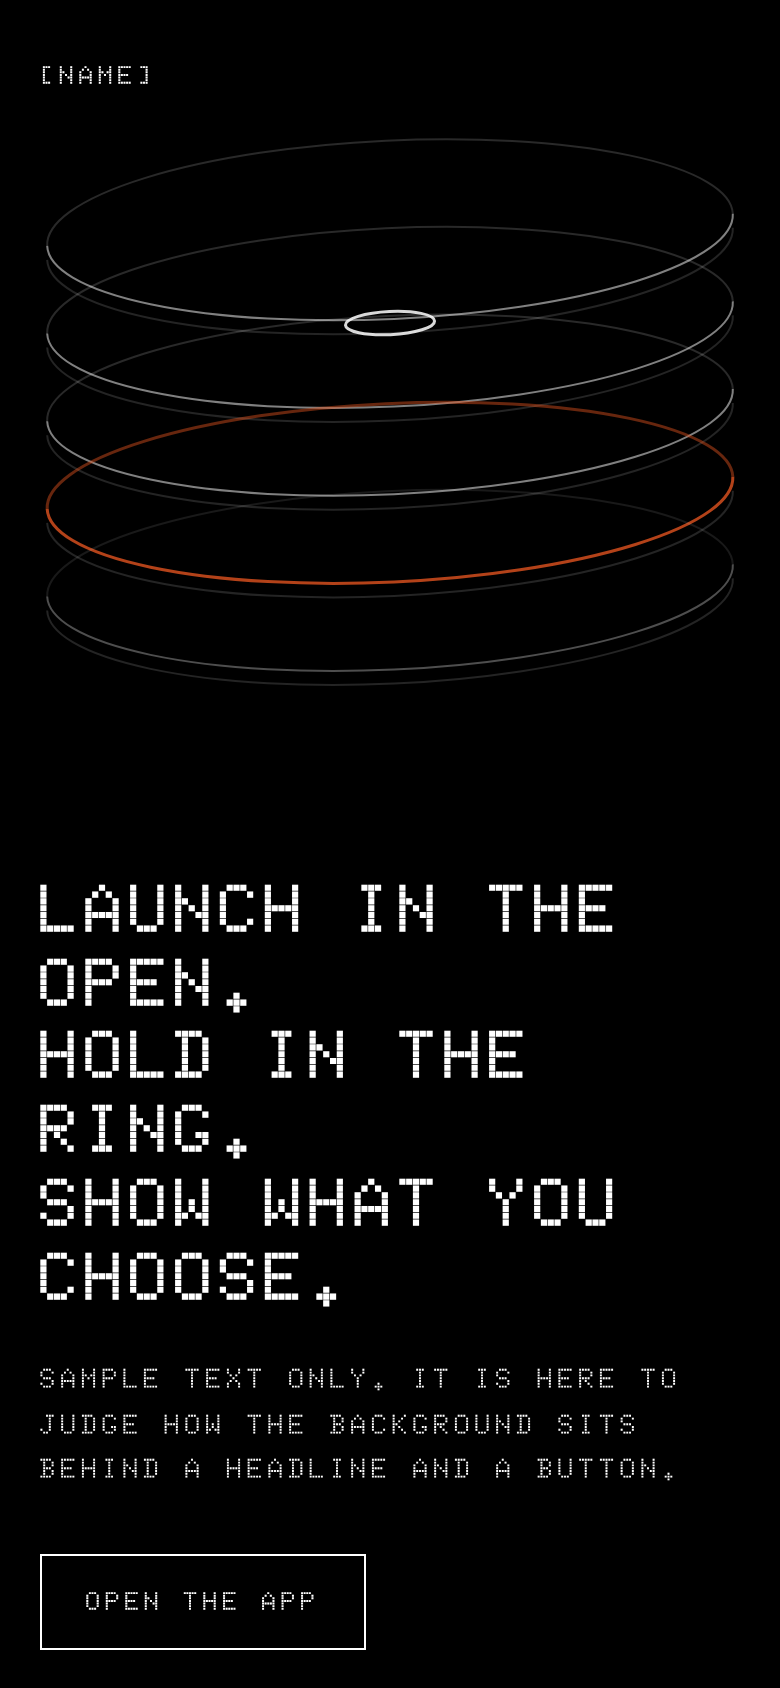 [NAME]
LAUNCH IN THE
OPEN.
HOLD IN THE
RING.
SHOW WHAT YOU
CHOOSE.
SAMPLE TEXT ONLY. IT IS HERE TO
JUDGE HOW THE BACKGROUND SITS
BEHIND A HEADLINE AND A BUTTON.
OPEN THE APP